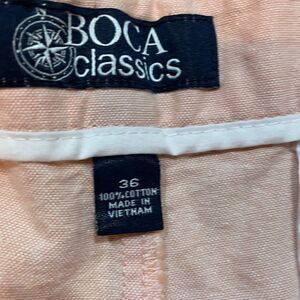 BOCA
classics
36
100% COTTON
MADE IN
VIETNAM